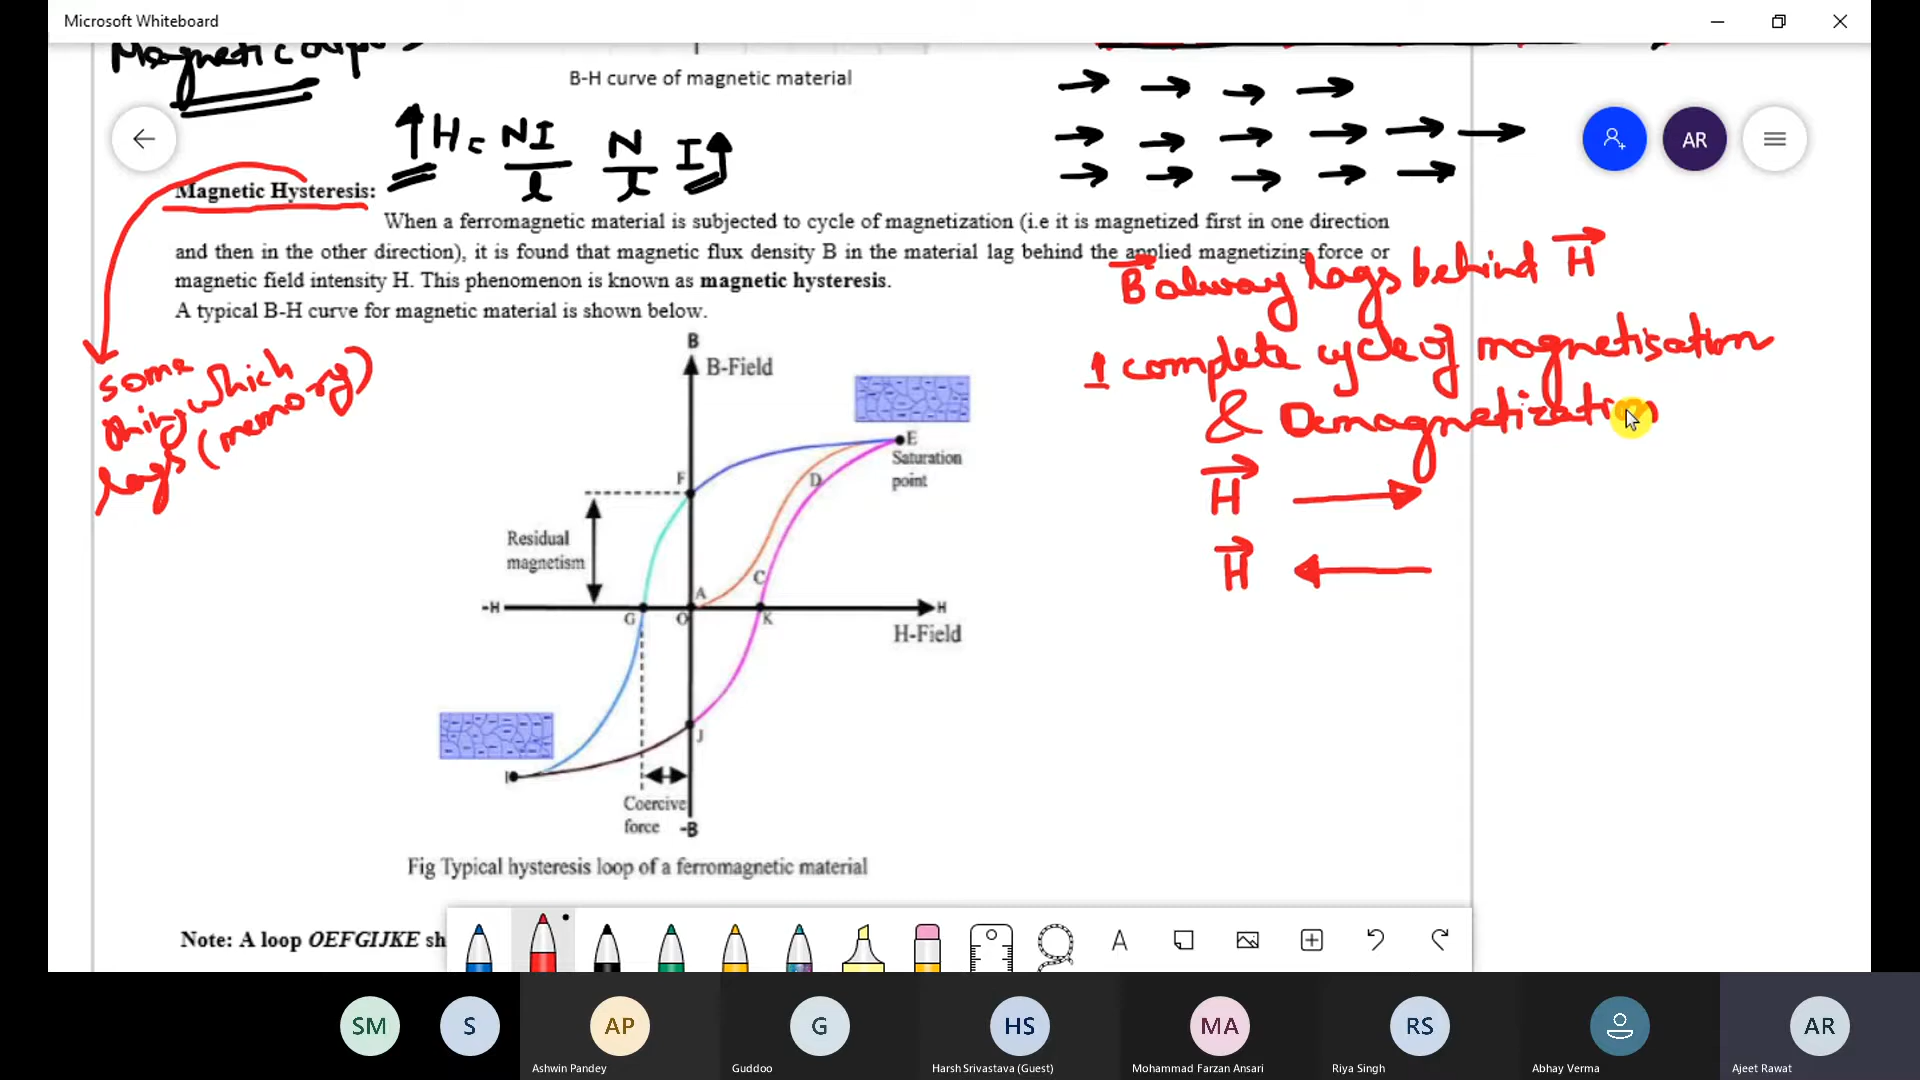 Microsoft Whiteboard
Magnetic
B-H curve of magnetic material
H = NI / l N / l I
AR
Magnetic Hysteresis:
When a ferromagnetic material is subjected to cycle of magnetization (i.e it is magnetized first in one direction
and then in the other direction), it is found that magnetic flux density B in the material lag behind the applied magnetizing force or
magnetic field intensity H. This phenomenon is known as magnetic hysteresis.
A typical B-H curve for magnetic material is shown below.
B alway lags behind H
1 complete cycle of magnetisation
& Demagnetization
H
H
some
thing which
lags (memory)
B
B-Field
E
Saturation
point
F
D
Residual
magnetism
C
A
-H
G
O
K
H
H-Field
J
I
Coercive
force
-B
Fig Typical hysteresis loop of a ferromagnetic material
Note: A loop OEFGIJKE sh
A
SM
S
AP
G
HS
MA
RS
AR
Ashwin Pandey
Guddoo
Harsh Srivastava (Guest)
Mohammad Farzan Ansari
Riya Singh
Abhay Verma
Ajeet Rawat